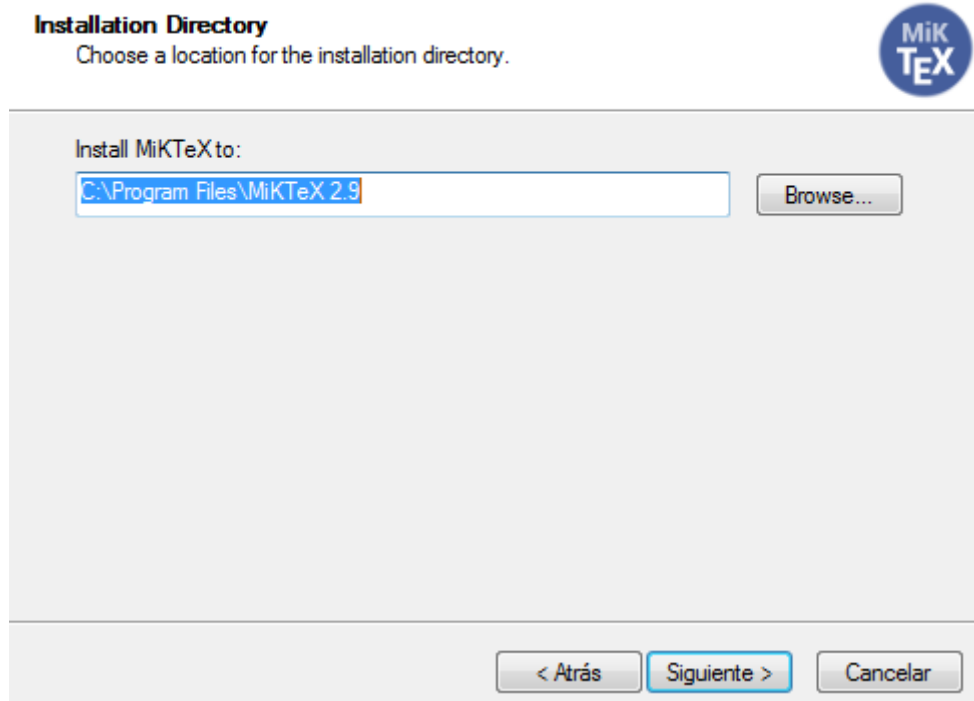 Installation Directory
Choose a location for the installation directory.
MiK
TEX
Install MiKTeX to:
C:\Program Files\MiKTeX 2.9
Browse...
< Atrás
Siguiente >
Cancelar